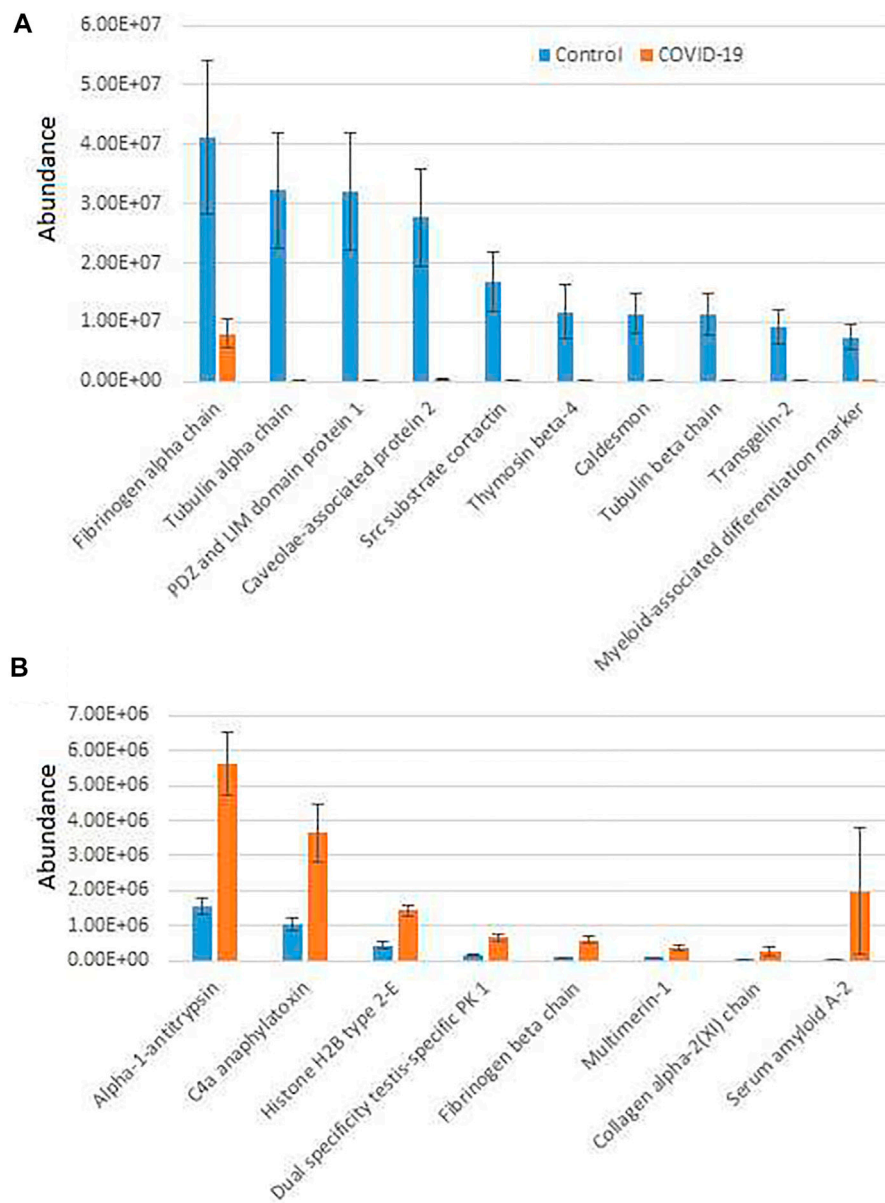 A
6.00E+07
Control COVID-19
5.00E+07
4.00E+07
Abundance
3.00E+07
2.00E+07
1.00E+07
0.00E+00
Fibrinogen alpha chain
Tubulin alpha chain
PDZ and LIM domain protein 1
Caveolae-associated protein 2
Src substrate cortactin
Thymosin beta-4
Caldesmon
Tubulin beta chain
Transgelin-2
Myeloid-associated differentiation marker
B
7.00E+06
6.00E+06
5.00E+06
Abundance
4.00E+06
3.00E+06
2.00E+06
1.00E+06
0.00E+00
Alpha-1-antitrypsin
C4a anaphylatoxin
Histone H2B type 2-E
Dual specificity testis-specific PK 1
Fibrinogen beta chain
Multimerin-1
Collagen alpha-2(XI) chain
Serum amyloid A-2